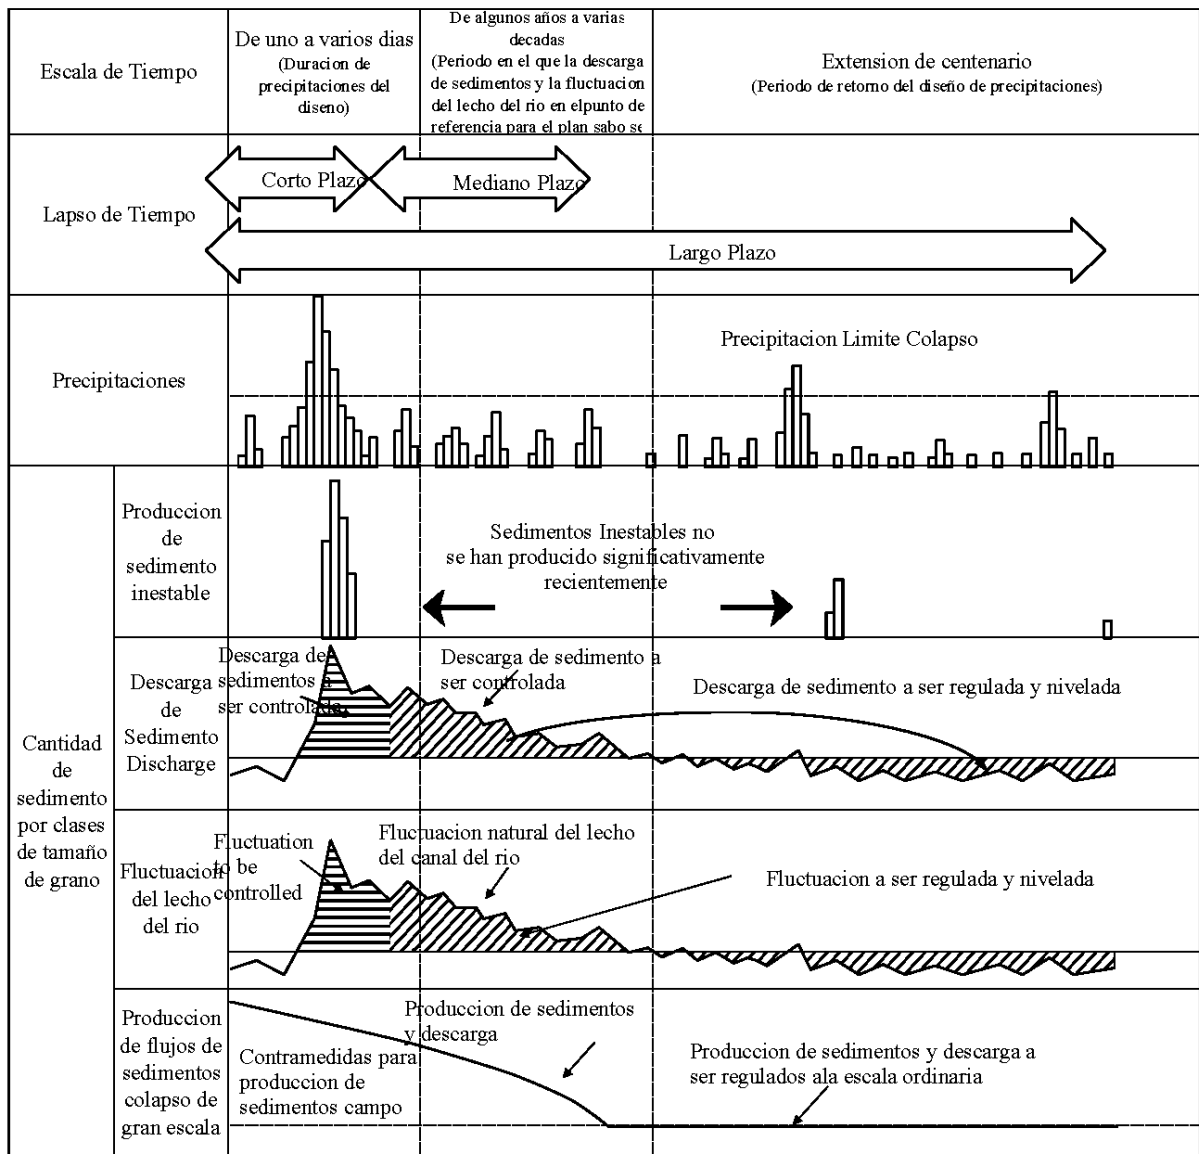 Escala de Tiempo
De uno a varios dias
(Duracion de
precipitaciones del
diseno)
De algunos años a varias
decadas
(Periodo en el que la descarga
de sedimentos y la fluctuacion
del lecho del rio en elpunto de
referencia para el plan sabo se
Extension de centenario
(Periodo de retorno del diseño de precipitaciones)
Lapso de Tiempo
Corto Plazo
Mediano Plazo
Largo Plazo
Precipitaciones
Precipitacion Limite Colapso
Cantidad
de
sedimento
por clases
de tamaño
de grano
Produccion
de
sedimento
inestable
Sedimentos Inestables no
se han producido significativamente
recientemente
Descarga
de
Sedimento
Discharge
Descarga de
sedimentos a
ser controlada,
Descarga de sedimento a
ser controlada
Descarga de sedimento a ser regulada y nivelada
Fluctuacion
del lecho
del rio
Fluctuation
to be
controlled
Fluctuacion natural del lecho
del canal del rio
Fluctuacion a ser regulada y nivelada
Produccion
de flujos de
sedimentos
colapso de
gran escala
Contramedidas para
produccion de
sedimentos campo
Produccion de sedimentos
y descarga
Produccion de sedimentos y descarga a
ser regulados ala escala ordinaria